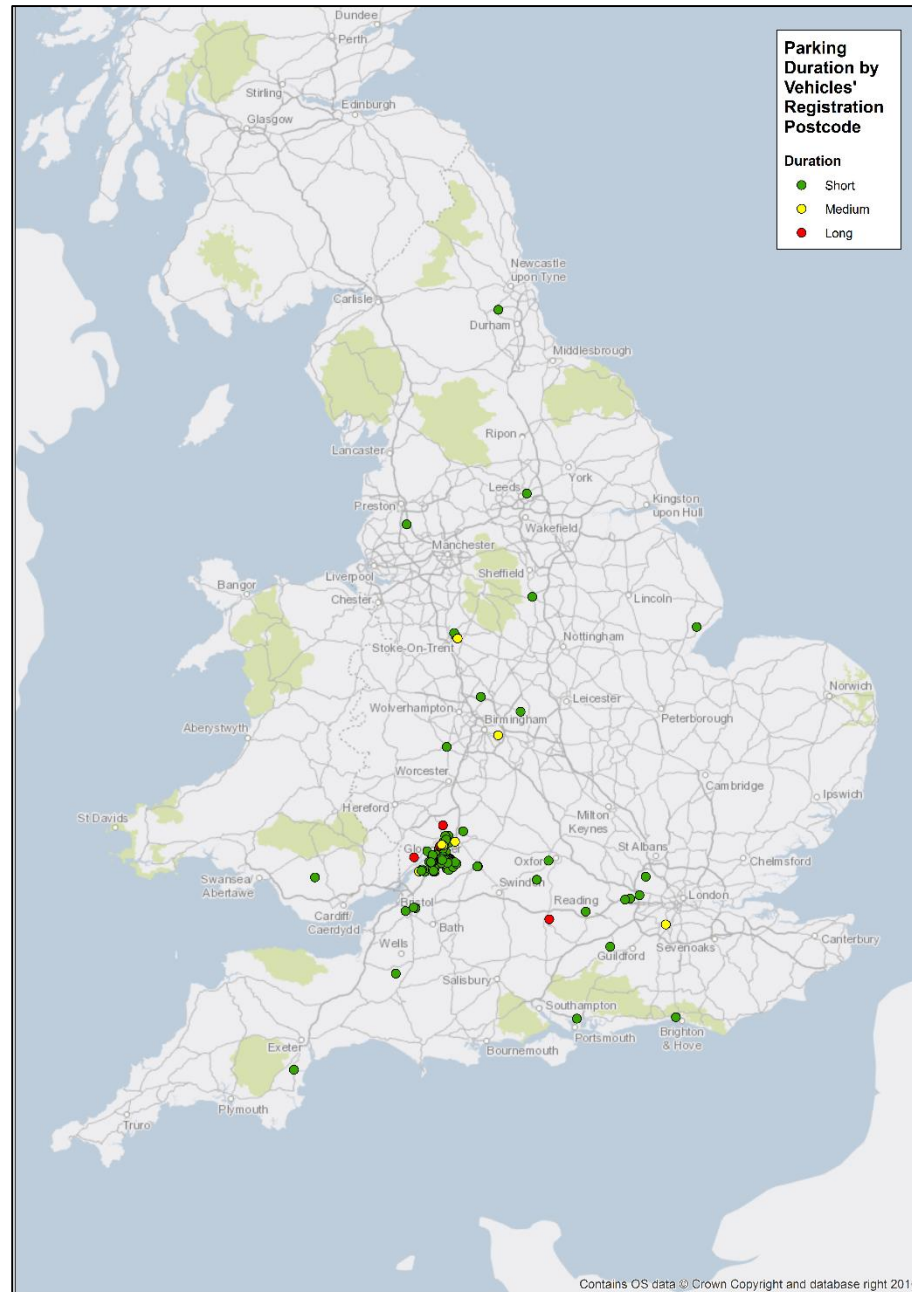 Parking
Duration by
Vehicles'
Registration
Postcode
Duration
Short
Medium
Long
Dundee
Perth
Stirling
Edinburgh
Glasgow
Newcastle
upon Tyne
Carlisle
Durham
Middlesbrough
Ripon
Lancaster
York
Leeds
Preston
Kingston
upon Hull
Wakefield
Manchester
Liverpool
Sheffield
Bangor
Chester
Lincoln
Stoke-On-Trent
Nottingham
Norwich
Leicester
Wolverhampton
Peterborough
Birmingham
Aberystwyth
Worcester
Cambridge
Ipswich
Hereford
St Davids
Milton
Keynes
St Albans
Chelmsford
Oxford
Swansea/
Abertawe
Swindon
London
Reading
Bristol
Cardiff/
Caerdydd
Bath
Canterbury
Wells
Sevenoaks
Guildford
Salisbury
Southampton
Portsmouth
Brighton
& Hove
Exeter
Bournemouth
Plymouth
Truro
Contains OS data © Crown Copyright and database right 201